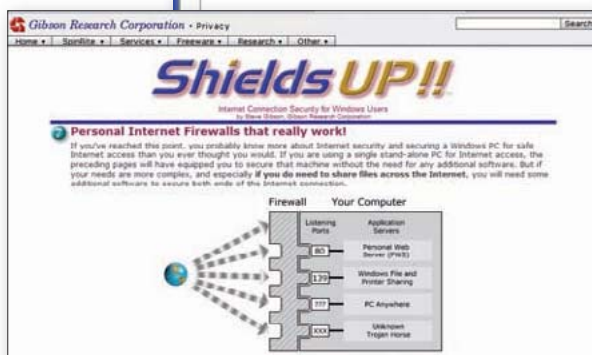 Gibson Research Corporation • Privacy
Search
Home Spinrite Services Freeware Research Other
Shields UP!!
Internet Connection Security for Windows Users
by Steve Gibson, Gibson Research Corporation
Personal Internet Firewalls that really work!
If you've reached this point, you probably know more about Internet security and securing a Windows PC for safe
Internet access than you ever thought you would. If you are using a single stand-alone PC for Internet access, the
preceding pages will have equipped you to secure that machine without the need for any additional software. But if
your needs are more complex, and especially if you do need to share files across the Internet, you will need some
additional software to secure both ends of the Internet connection.
Firewall Your Computer
Listening Ports
Application Servers
80
Personal Web Server (PWS)
139
Windows File and Printer Sharing
???
PC Anywhere
XXX
Unknown Trojan Horse